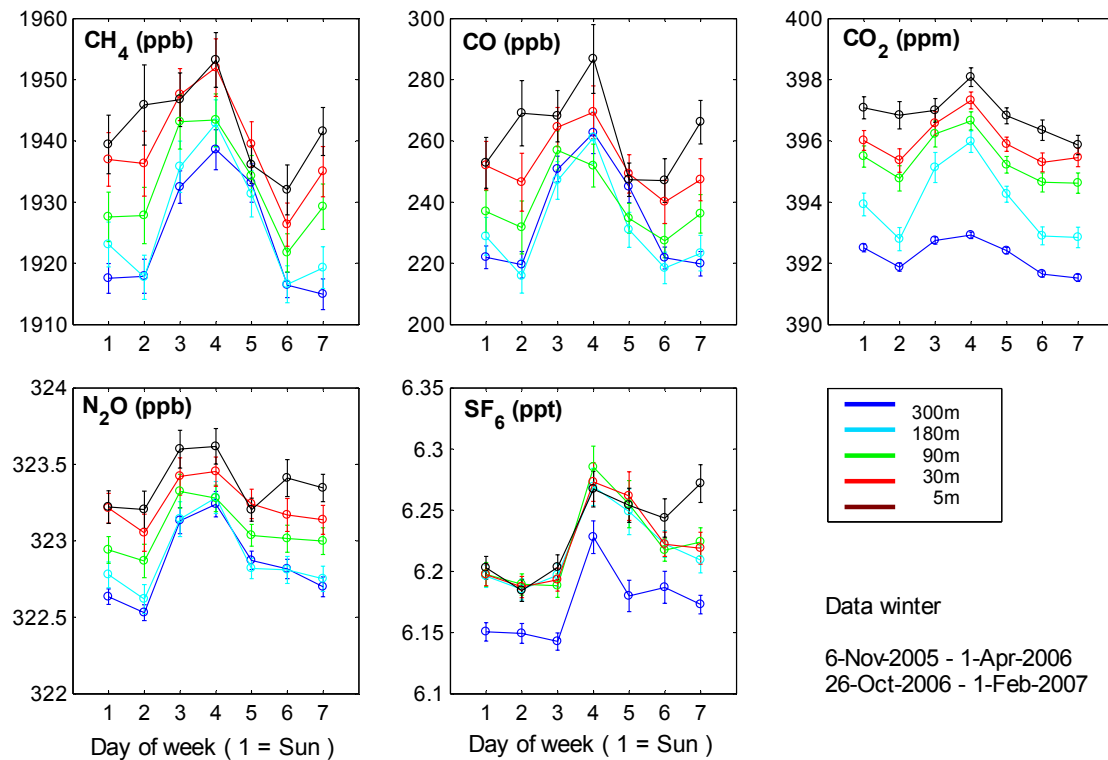 CH4 (ppb)
1960
1950
1940
1930
1920
1910
1 2 3 4 5 6 7
CO (ppb)
300
280
260
240
220
200
1 2 3 4 5 6 7
CO2 (ppm)
400
398
396
394
392
390
1 2 3 4 5 6 7
N2O (ppb)
324
323.5
323
322.5
322
1 2 3 4 5 6 7
Day of week ( 1 = Sun )
SF6 (ppt)
6.35
6.3
6.25
6.2
6.15
6.1
1 2 3 4 5 6 7
Day of week ( 1 = Sun )
300m
180m
90m
30m
5m
Data winter
6-Nov-2005 - 1-Apr-2006
26-Oct-2006 - 1-Feb-2007